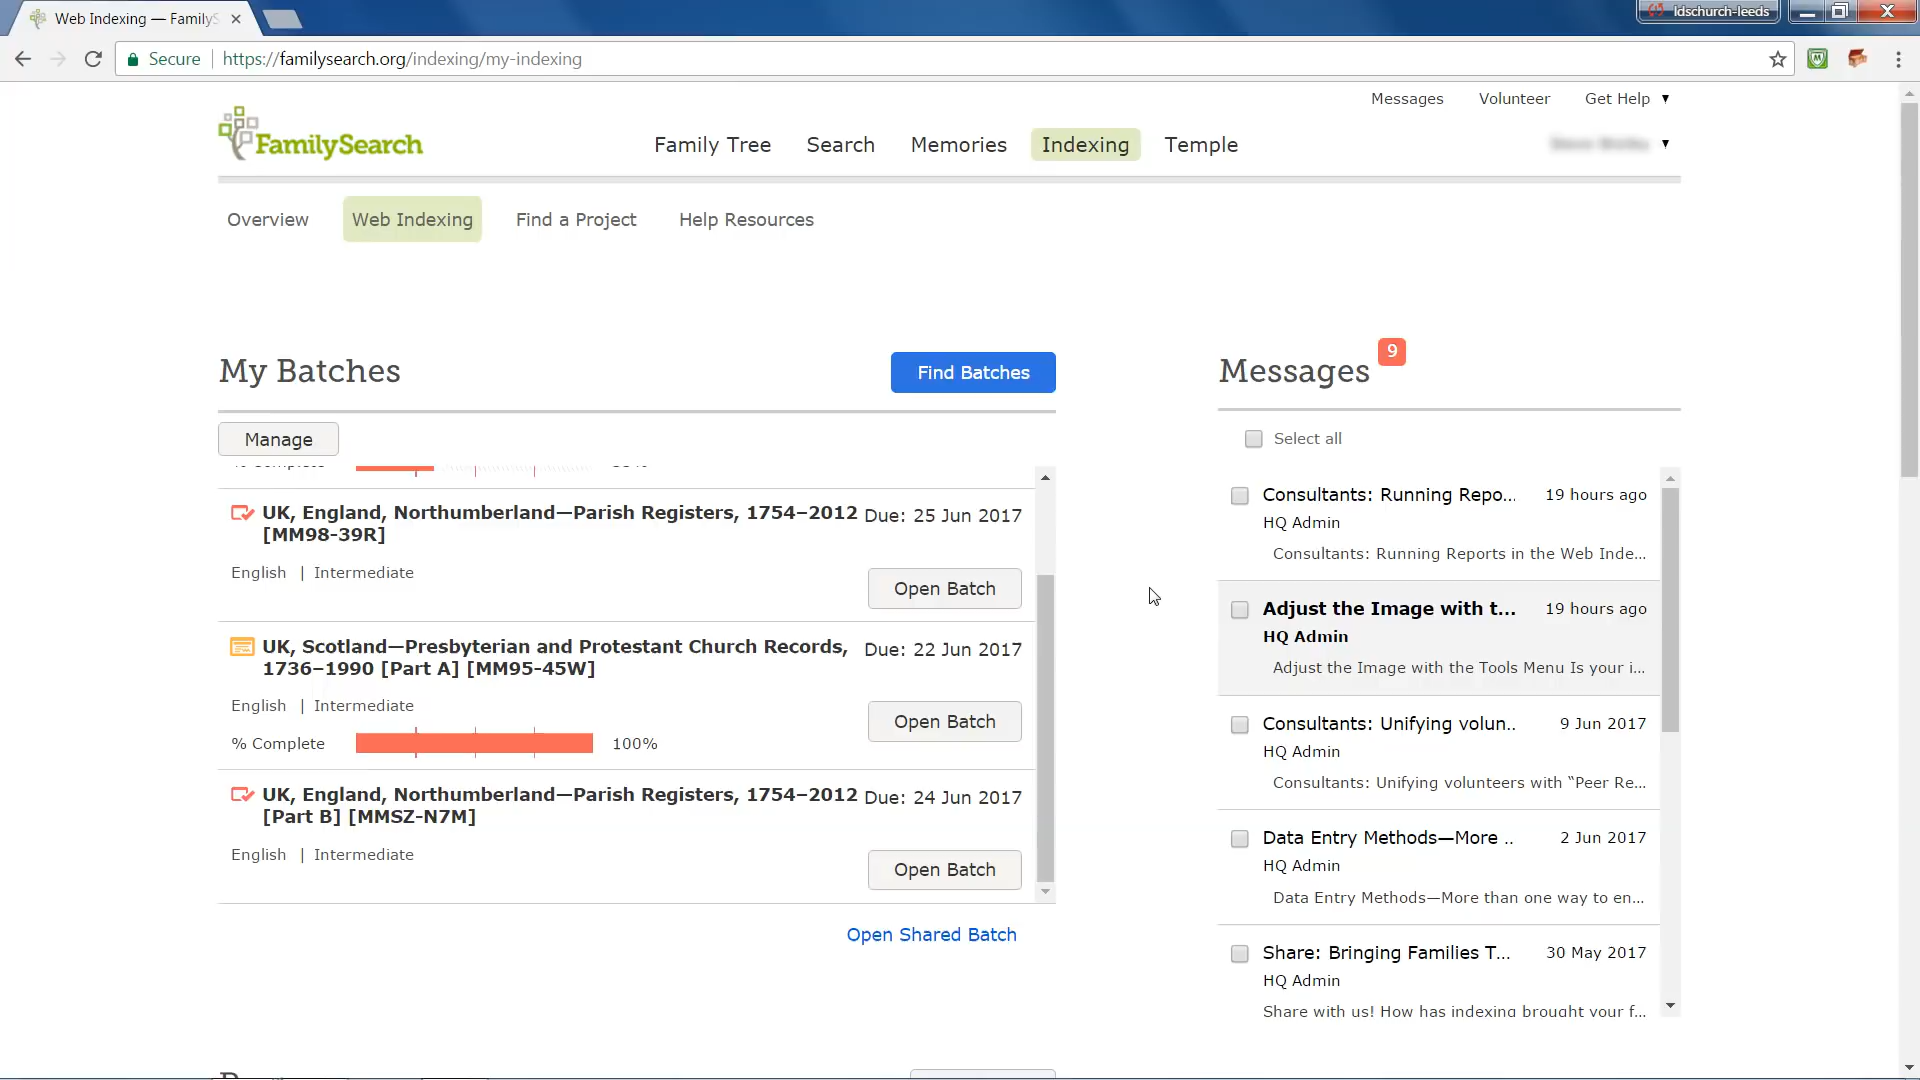 Web Indexing — FamilyS
ldschurch-leeds
Secure
https://familysearch.org/indexing/my-indexing
Messages Volunteer Get Help ▼
FamilySearch
Family Tree Search Memories Indexing Temple
▼
Overview Web Indexing Find a Project Help Resources
My Batches
Find Batches
Manage
% Complete
UK, England, Northumberland—Parish Registers, 1754–2012
[MM98-39R]
Due: 25 Jun 2017
English | Intermediate
Open Batch
UK, Scotland—Presbyterian and Protestant Church Records,
1736–1990 [Part A] [MM95-45W]
Due: 22 Jun 2017
English | Intermediate
Open Batch
% Complete 100%
UK, England, Northumberland—Parish Registers, 1754–2012
[Part B] [MMSZ-N7M]
Due: 24 Jun 2017
English | Intermediate
Open Batch
Open Shared Batch
Messages 9
Select all
Consultants: Running Repo... 19 hours ago
HQ Admin
Consultants: Running Reports in the Web Inde...
Adjust the Image with t... 19 hours ago
HQ Admin
Adjust the Image with the Tools Menu Is your i...
Consultants: Unifying volun.. 9 Jun 2017
HQ Admin
Consultants: Unifying volunteers with “Peer Re...
Data Entry Methods—More .. 2 Jun 2017
HQ Admin
Data Entry Methods—More than one way to en...
Share: Bringing Families T... 30 May 2017
HQ Admin
Share with us! How has indexing brought your f...